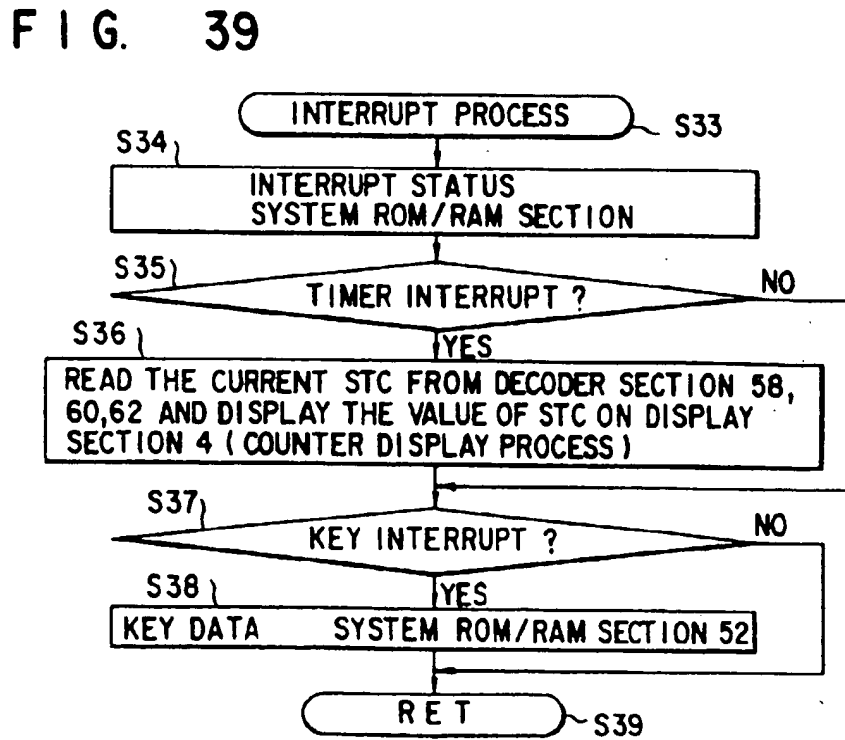 FIG. 39
INTERRUPT PROCESS
S33
S34
INTERRUPT STATUS
SYSTEM ROM/RAM SECTION
S35
TIMER INTERRUPT ?
NO
S36
YES
READ THE CURRENT STC FROM DECODER SECTION 58,
60,62 AND DISPLAY THE VALUE OF STC ON DISPLAY
SECTION 4 ( COUNTER DISPLAY PROCESS )
S37
KEY INTERRUPT ?
NO
S38
YES
KEY DATA SYSTEM ROM/RAM SECTION 52
RET
S39